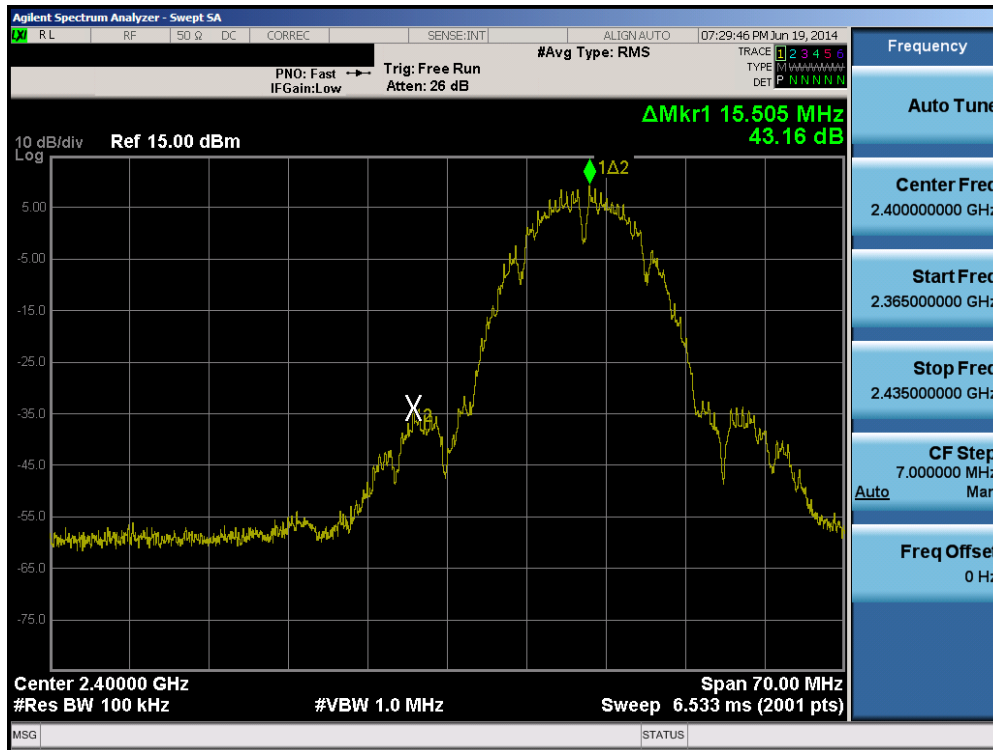 Agilent Spectrum Analyzer - Swept SA
LXI RL RF 50 Ω DC CORREC SENSE:INT ALIGN AUTO 07:29:46 PM Jun 19, 2014
#Avg Type: RMS
TRACE 1 2 3 4 5 6
PNO: Fast Trig: Free Run
TYPE M WWWWW
IFGain:Low Atten: 26 dB
DET P N N N N N
ΔMkr1 15.505 MHz
43.16 dB
10 dB/div Ref 15.00 dBm
Log
1Δ2
5.00
-5.00
-15.0
-25.0
-35.0
X2
-45.0
-55.0
-65.0
-75.0
Center 2.40000 GHz Span 70.00 MHz
#Res BW 100 kHz #VBW 1.0 MHz Sweep 6.533 ms (2001 pts)
MSG STATUS
Frequency
Auto Tune
Center Freq
2.400000000 GHz
Start Freq
2.365000000 GHz
Stop Freq
2.435000000 GHz
CF Step
7.000000 MHz
Auto Man
Freq Offset
0 Hz